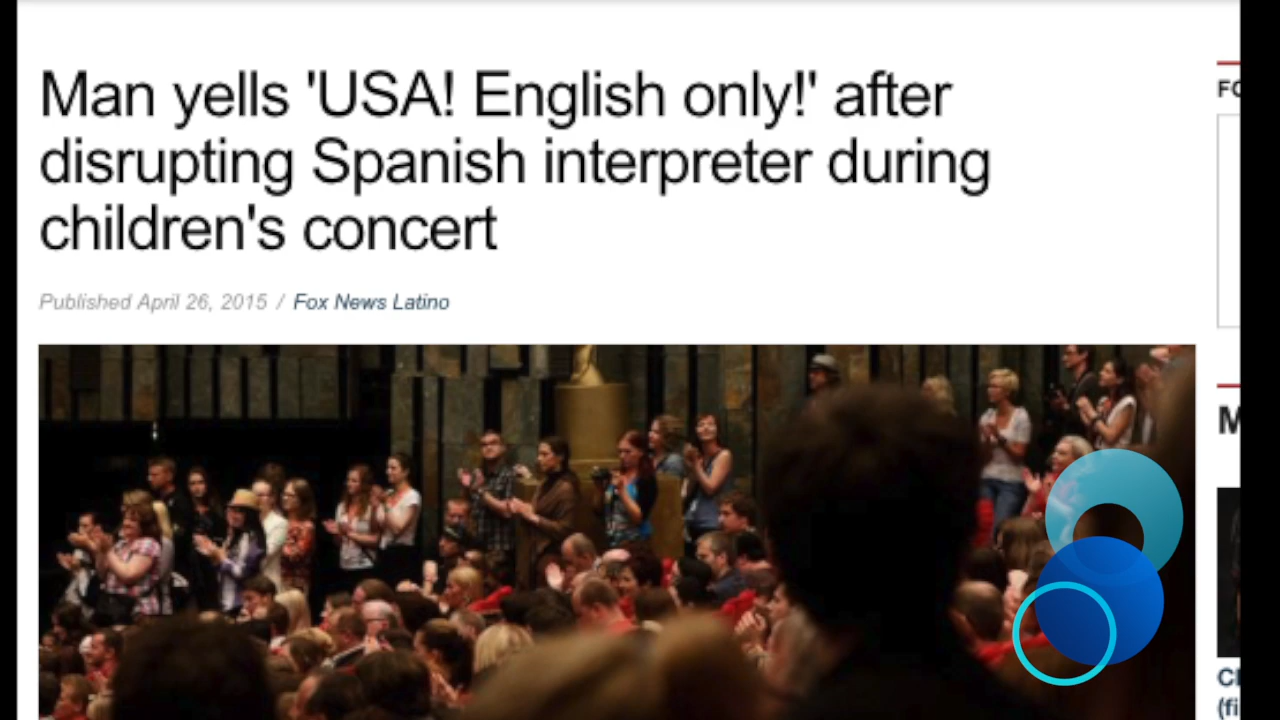 Man yells 'USA! English only!' after
disrupting Spanish interpreter during
children's concert
Published April 26, 2015 / Fox News Latino